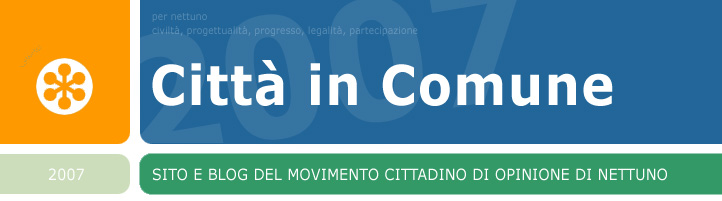 per nettuno
civiltà, progettualità, progresso, legalità, partecipazione
2007
Città in Comune
2007
SITO E BLOG DEL MOVIMENTO CITTADINO DI OPINIONE DI NETTUNO